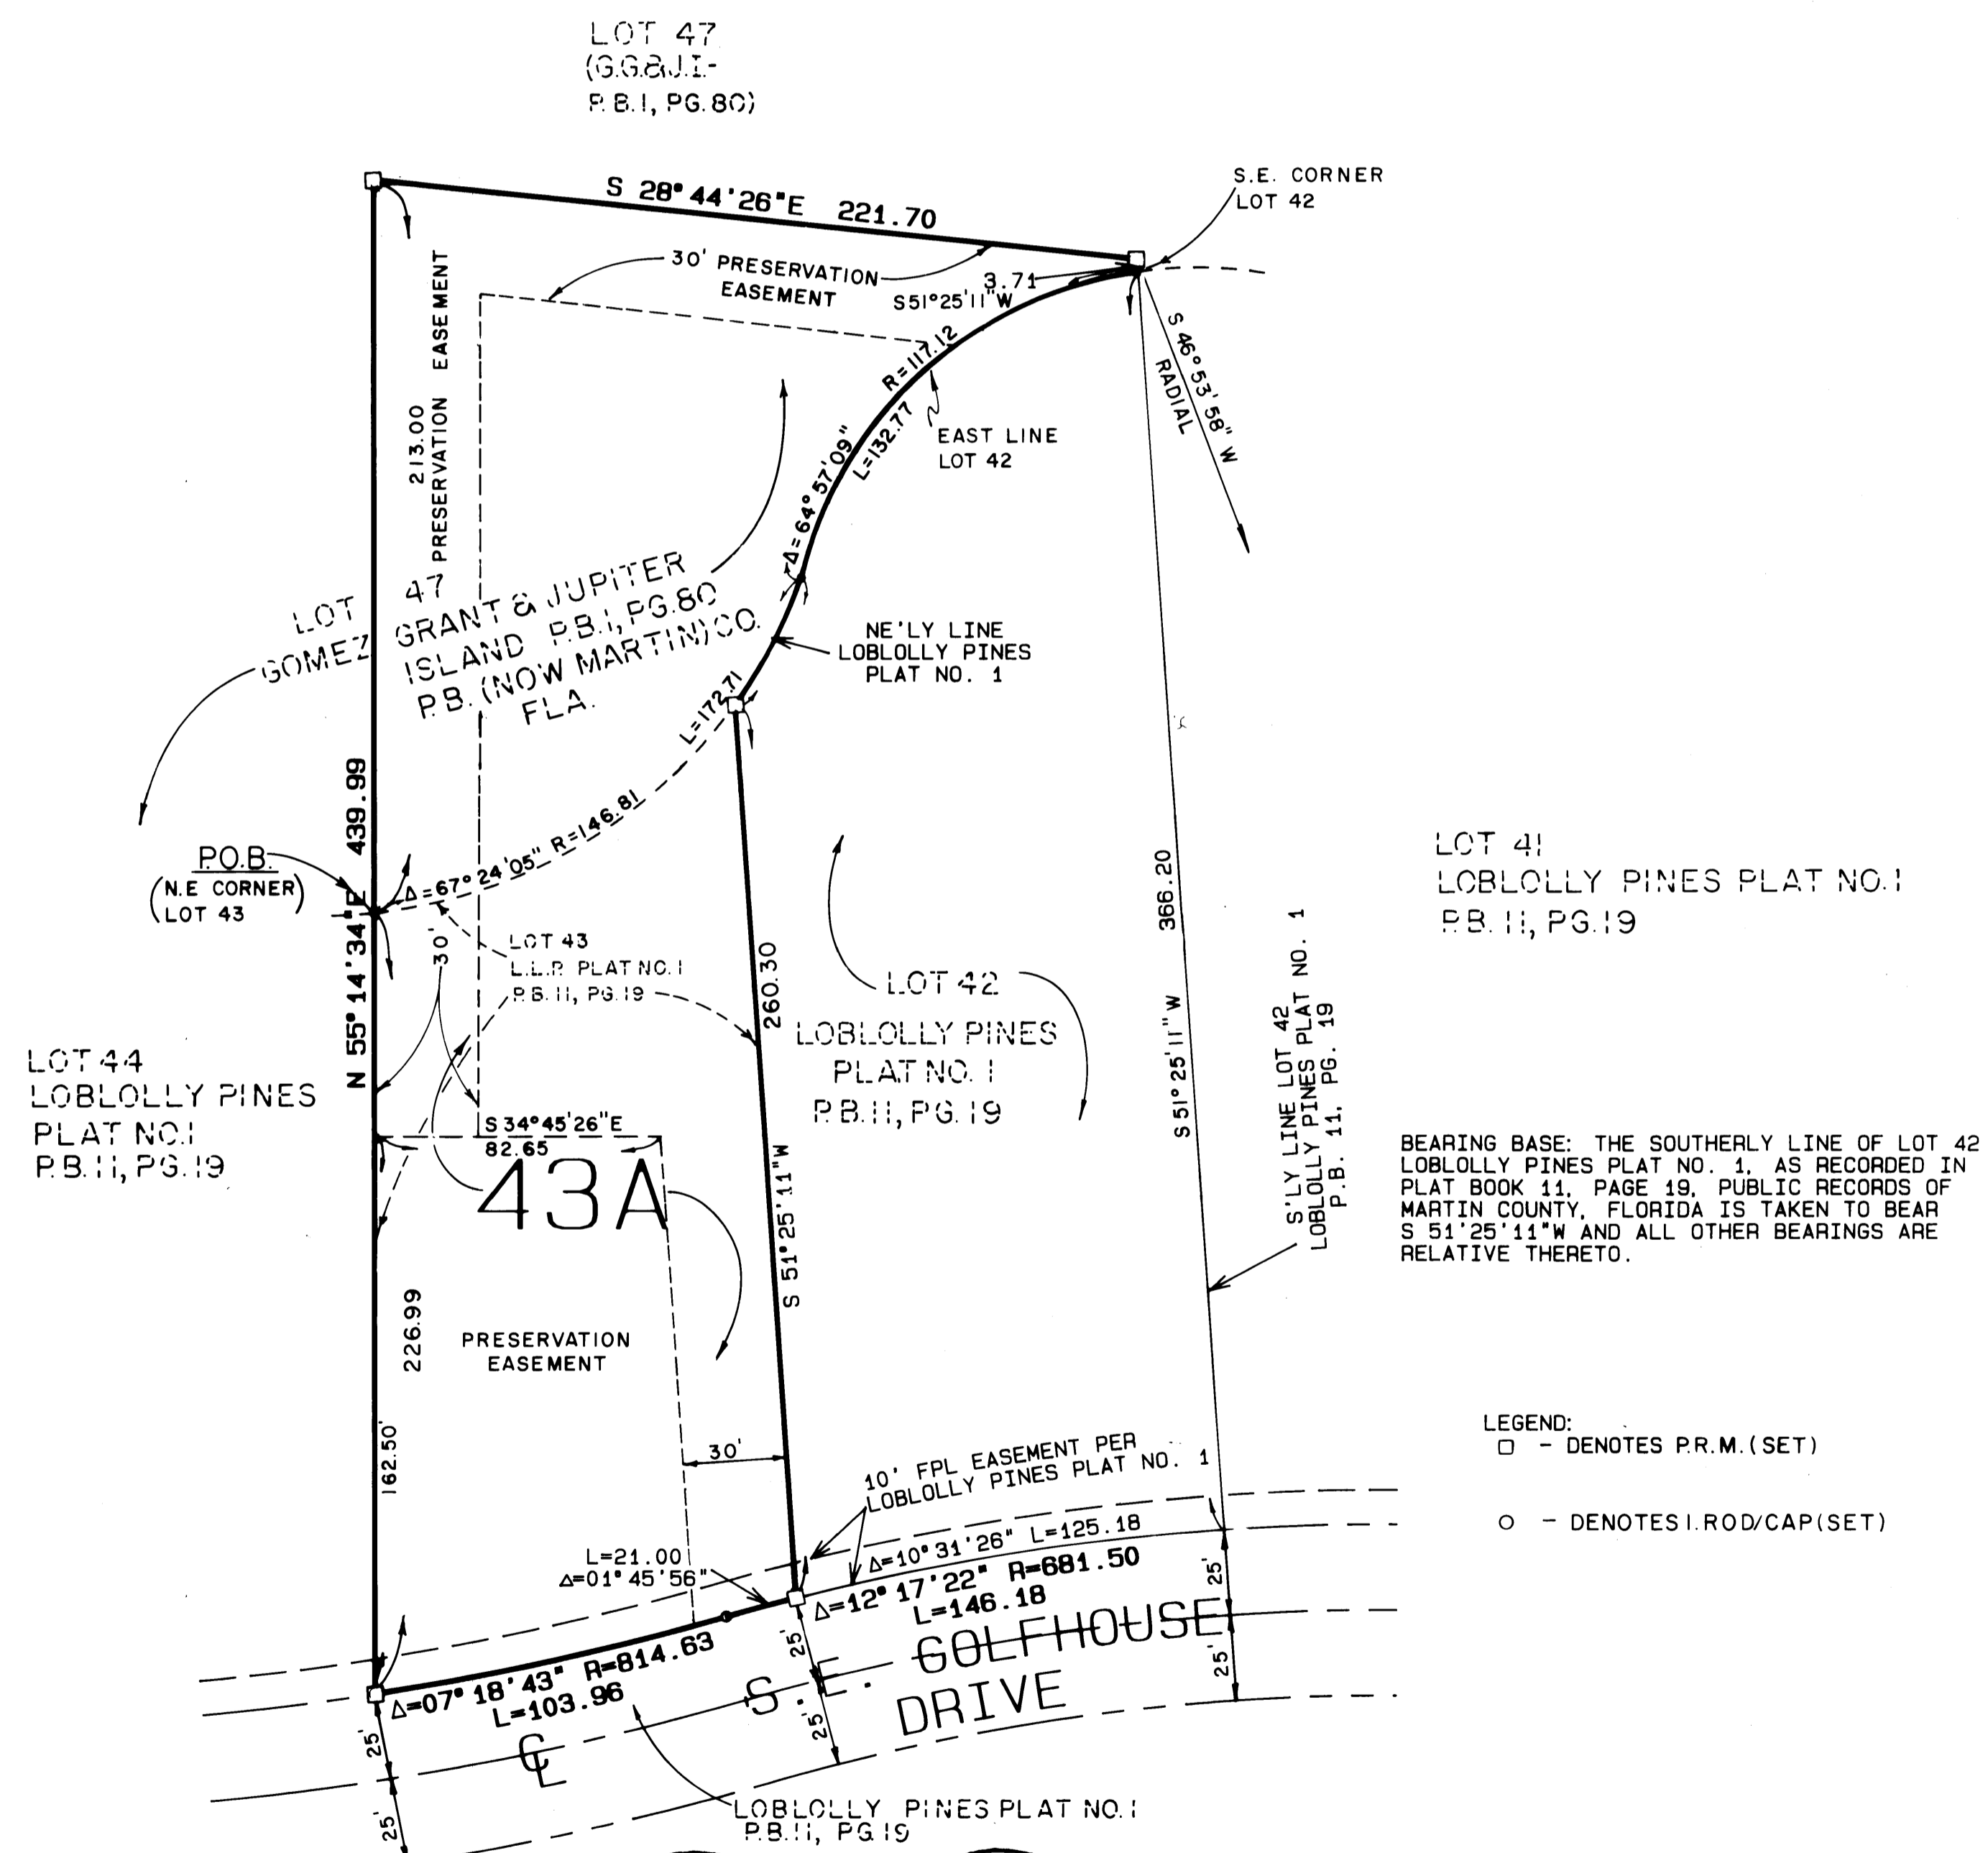 LOT 47
(G.G.&J.I.-
P.B.1, PG.80)
S.E. CORNER
LOT 42
S 28°44'26"E 221.70
30' PRESERVATION
EASEMENT
3.71
S51°25'11"W
S 46°53'58" W
RADIAL
213.00
PRESERVATION EASEMENT
R=117.12
L=132.77
Δ=64°57'09"
EAST LINE
LOT 42
LOT 47
GOMEZ GRANT & JUPITER
ISLAND P.B.1, PG.80
P.B. (NOW MARTIN) CO.
FLA.
NE'LY LINE
LOBLOLLY PINES
PLAT NO. 1
L=172.71
Δ=67°24'05" R=146.81
N 55°14'34"E 439.99
P.O.B.
(N.E CORNER)
(LOT 43
30'
LOT 43
L.L.P. PLAT NO.1
P.B.11, PG.19
260.30
S 51°25'11"W
LOT 42
LOBLOLLY PINES
PLAT NO. 1
P.B.11, PG.19
366.20
S 51°25'11" W
S'LY LINE LOT 42
LOBLOLLY PINES PLAT NO. 1
P.B. 11, PG. 19
LOT 41
LOBLOLLY PINES PLAT NO.1
P.B. 11, PG.19
LOT 44
LOBLOLLY PINES
PLAT NO.1
P.B.11, PG.19
S 34°45'26"E
82.65
43A
BEARING BASE: THE SOUTHERLY LINE OF LOT 42
LOBLOLLY PINES PLAT NO. 1, AS RECORDED IN
PLAT BOOK 11, PAGE 19, PUBLIC RECORDS OF
MARTIN COUNTY, FLORIDA IS TAKEN TO BEAR
S 51'25'11"W AND ALL OTHER BEARINGS ARE
RELATIVE THERETO.
226.99
PRESERVATION
EASEMENT
162.50'
30'
10' FPL EASEMENT PER
LOBLOLLY PINES PLAT NO. 1
LEGEND:
□ - DENOTES P.R.M.(SET)
○ - DENOTES I.ROD/CAP(SET)
L=21.00
Δ=01°45'56"
Δ=10°31'26" L=125.18
Δ=12°17'22" R=681.50
L=146.18
25'
25'
Δ=07°18'43" R=814.63
L=103.96
25'
25'
S.E. GOLFHOUSE
DRIVE
25'
25'
℄
LOBLOLLY PINES PLAT NO.1
P.B.11, PG.19